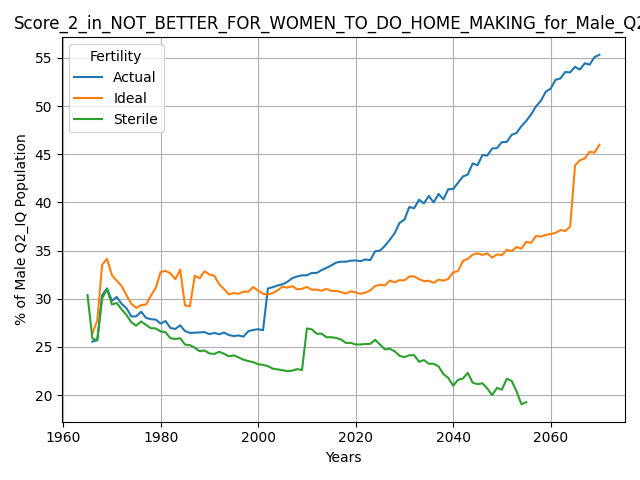 Score_2_in_NOT_BETTER_FOR_WOMEN_TO_DO_HOME_MAKING_for_Male_Q2
Fertility
Actual
Ideal
Sterile
% of Male Q2_IQ Population
55
50
45
40
35
30
25
20
1960 1980 2000 2020 2040 2060
Years